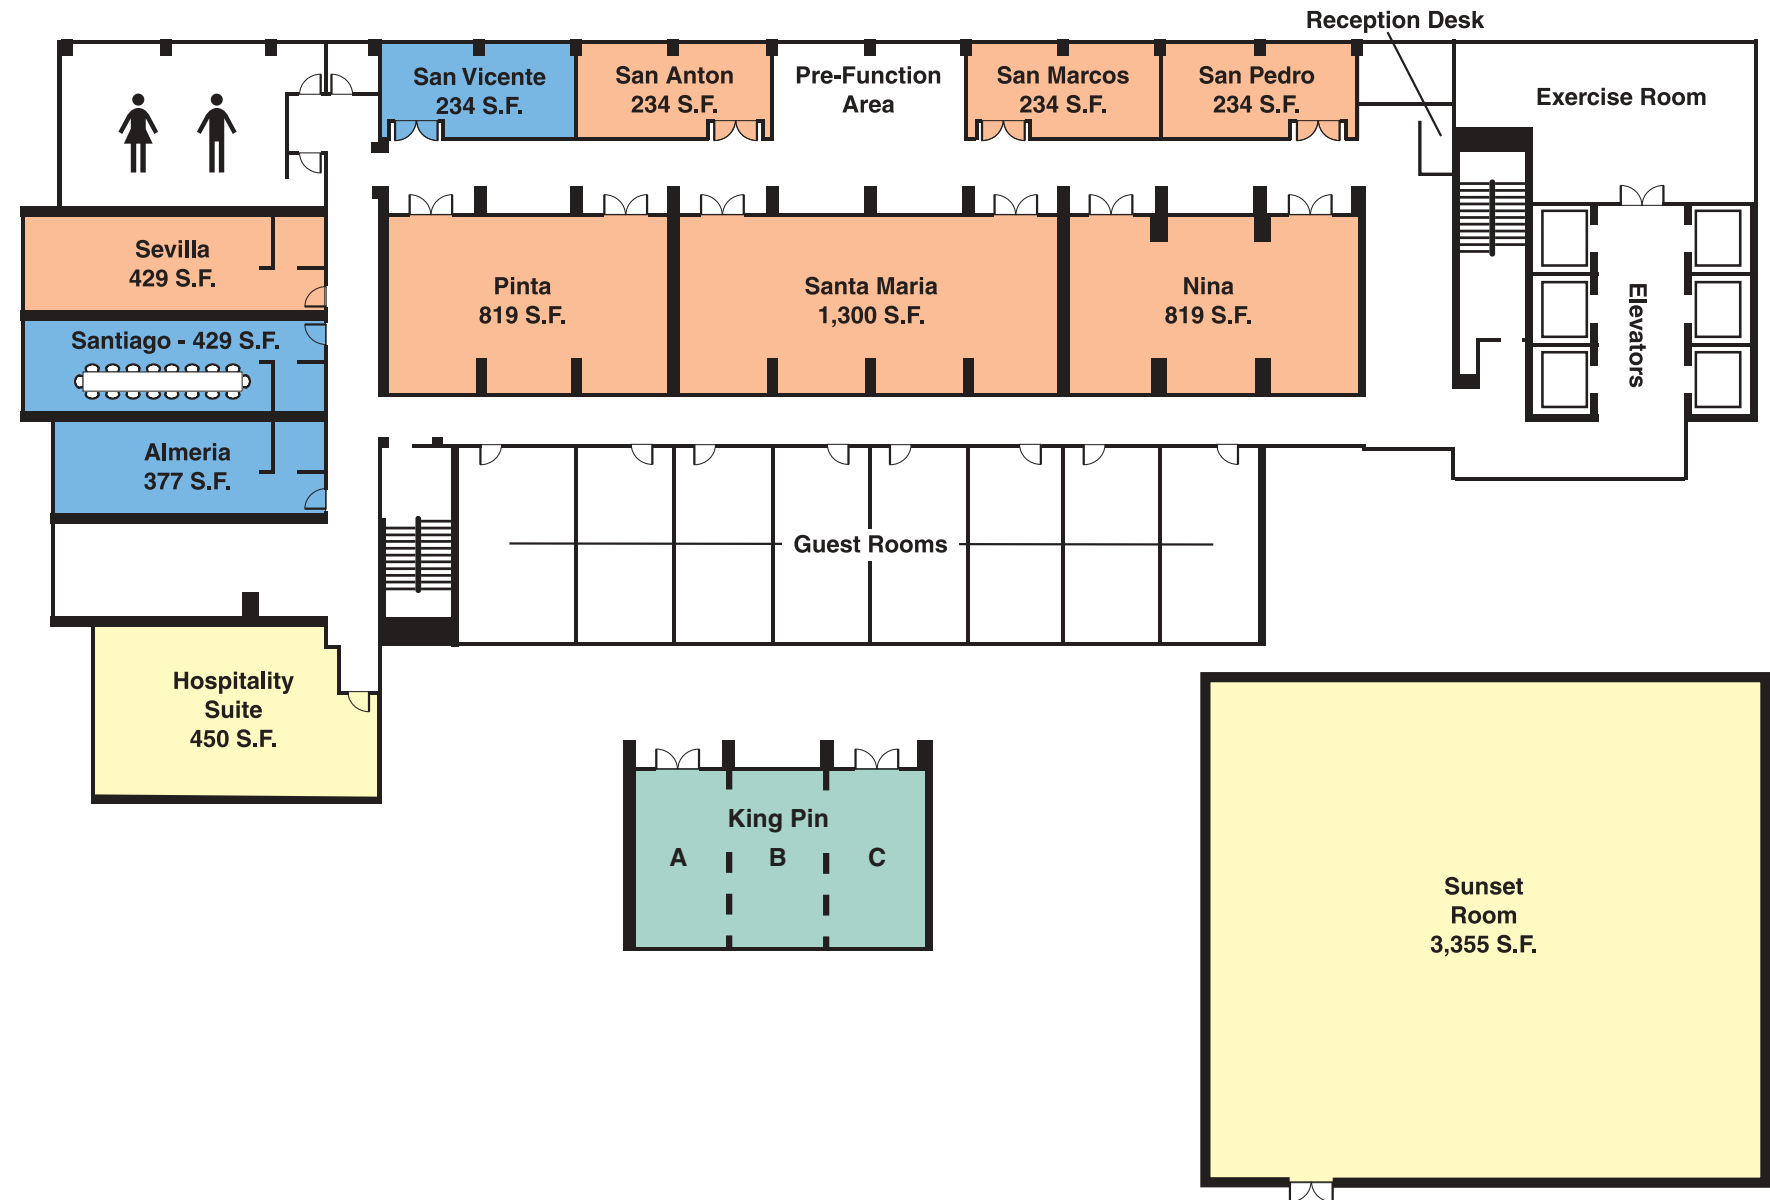 Reception Desk
San Vicente
234 S.F.
San Anton
234 S.F.
Pre-Function
Area
San Marcos
234 S.F.
San Pedro
234 S.F.
Exercise Room
Sevilla
429 S.F.
Pinta
819 S.F.
Santa Maria
1,300 S.F.
Nina
819 S.F.
Elevators
Santiago - 429 S.F.
Almeria
377 S.F.
Guest Rooms
Hospitality
Suite
450 S.F.
King Pin
A
B
C
Sunset
Room
3,355 S.F.